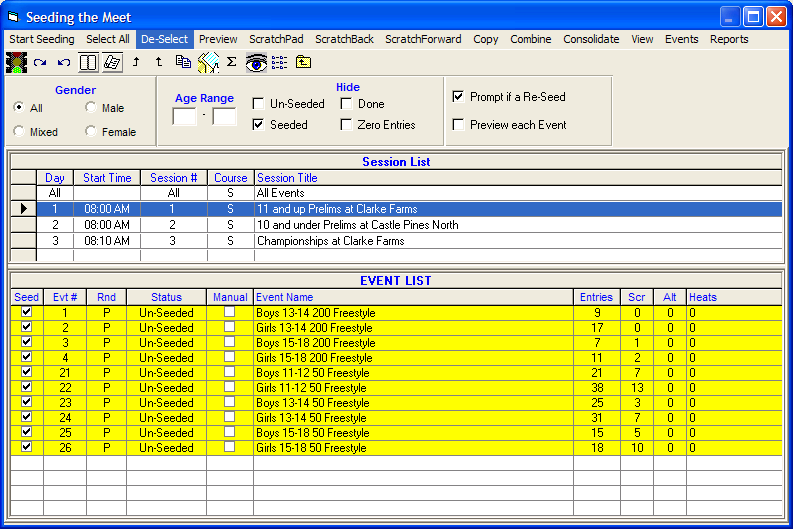 Seeding the Meet
Start Seeding Select All De-Select Preview ScratchPad ScratchBack ScratchForward Copy Combine Consolidate View Events Reports
Gender
All Male
Mixed Female
Age Range
-
Hide
Un-Seeded Done
Seeded Zero Entries
Prompt if a Re-Seed
Preview each Event
Session List
Day Start Time Session # Course Session Title
All All S All Events
1 08:00 AM 1 S 11 and up Prelims at Clarke Farms
2 08:00 AM 2 S 10 and under Prelims at Castle Pines North
3 08:10 AM 3 S Championships at Clarke Farms
EVENT LIST
Seed Evt # Rnd Status Manual Event Name Entries Scr Alt Heats
1 P Un-Seeded Boys 13-14 200 Freestyle 9 0 0 0
2 P Un-Seeded Girls 13-14 200 Freestyle 17 0 0 0
3 P Un-Seeded Boys 15-18 200 Freestyle 7 1 0 0
4 P Un-Seeded Girls 15-18 200 Freestyle 11 2 0 0
21 P Un-Seeded Boys 11-12 50 Freestyle 21 7 0 0
22 P Un-Seeded Girls 11-12 50 Freestyle 38 13 0 0
23 P Un-Seeded Boys 13-14 50 Freestyle 25 3 0 0
24 P Un-Seeded Girls 13-14 50 Freestyle 31 7 0 0
25 P Un-Seeded Boys 15-18 50 Freestyle 15 5 0 0
26 P Un-Seeded Girls 15-18 50 Freestyle 18 10 0 0